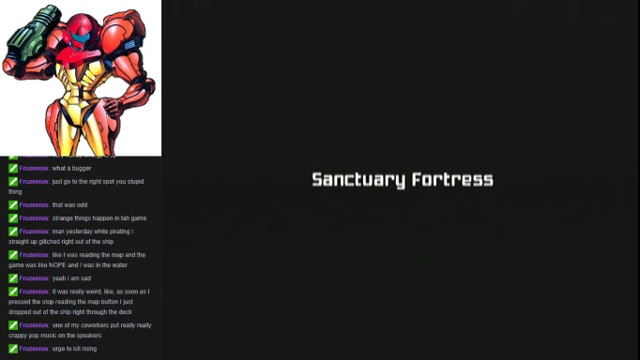 Fruzenius: what a bugger
Fruzenius: just go to the right spot you stupid
thing
Fruzenius: that was odd
Fruzenius: strange things happen in tah game
Fruzenius: man yesterday while pirating I
straight up glitched right out of the ship
Fruzenius: like I was reading the map and the
game was like NOPE and I was in the water
Fruzenius: yeah I am sad
Fruzenius: it was really weird, like, as soon as I
pressed the stop reading the map button I just
dropped out of the ship right through the deck
Fruzenius: one of my coworkers put really really
crappy pop music on the speakers
Fruzenius: urge to kill rising
Sanctuary Fortress